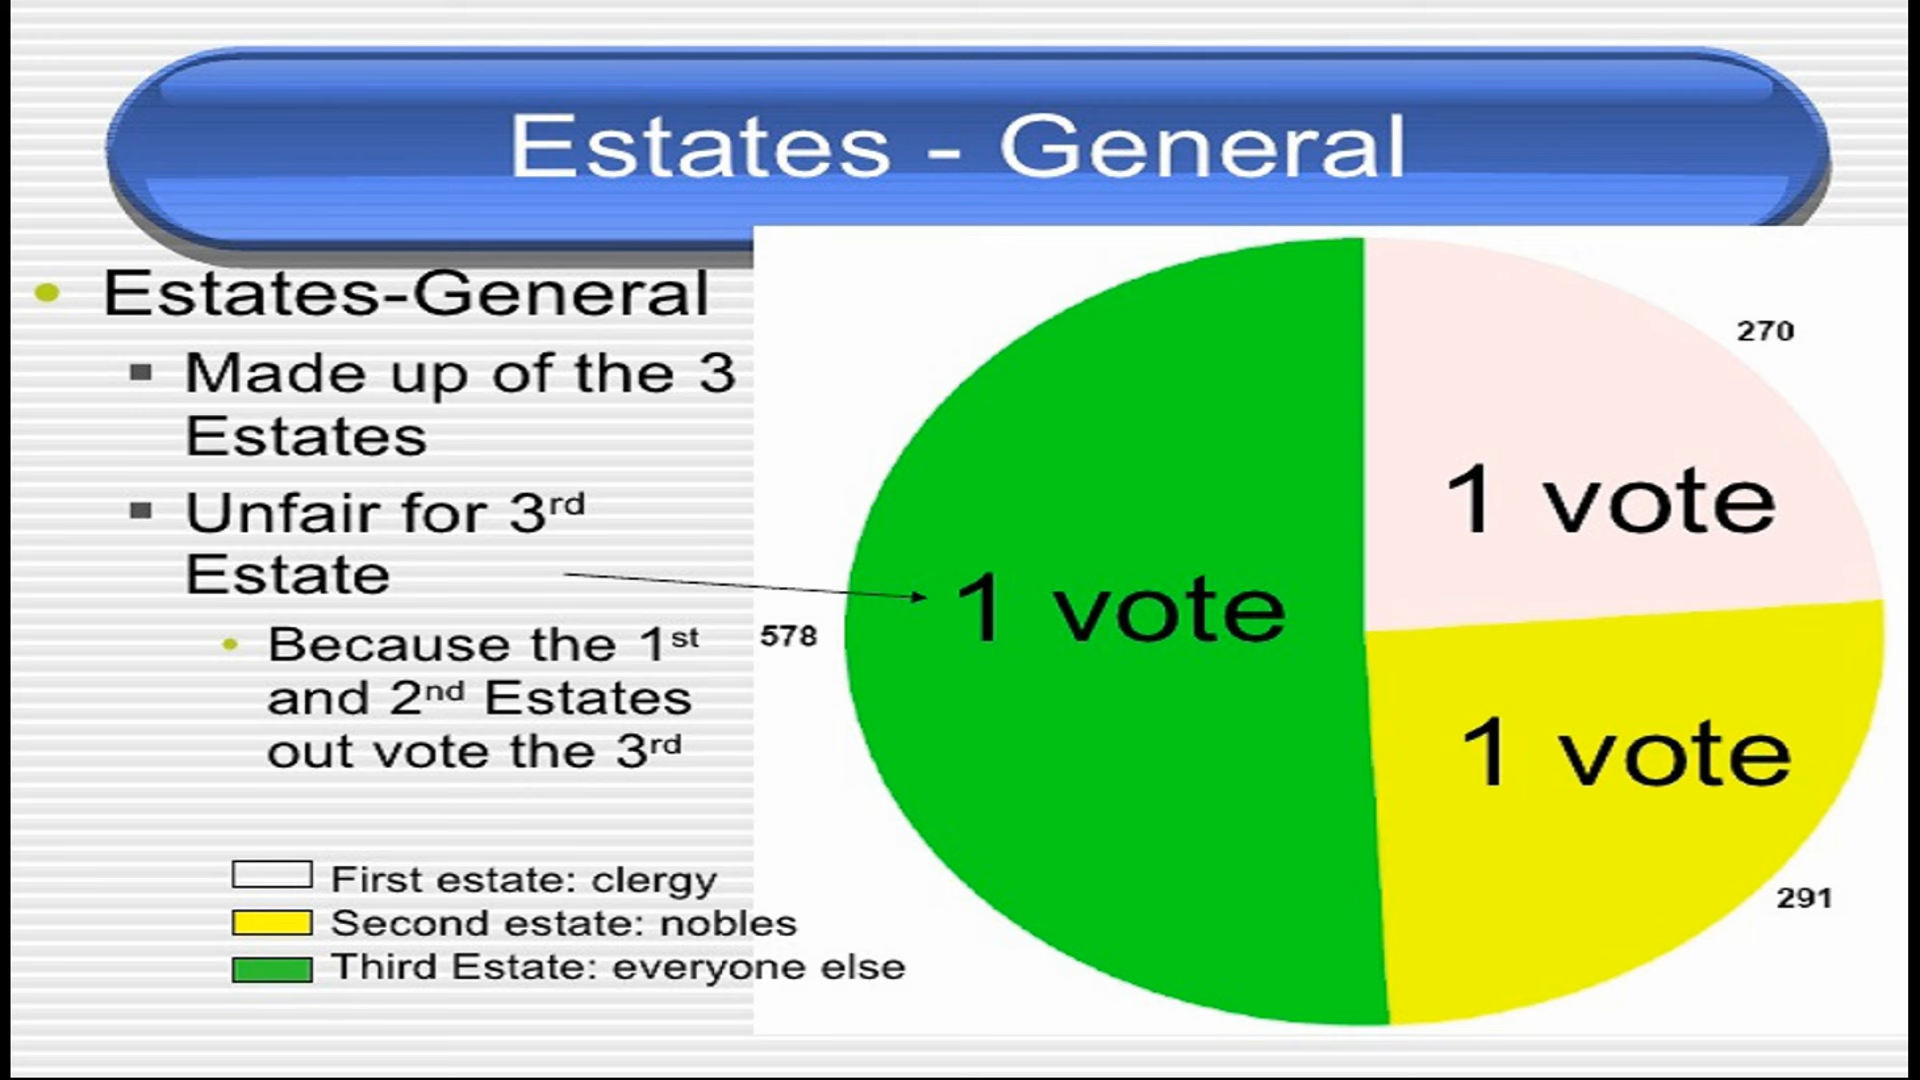 Estates - General
Estates-General
Made up of the 3
Estates
Unfair for 3rd
Estate
Because the 1st
and 2nd Estates
out vote the 3rd
First estate: clergy
Second estate: nobles
Third Estate: everyone else
270
1 vote
1 vote
578
1 vote
291